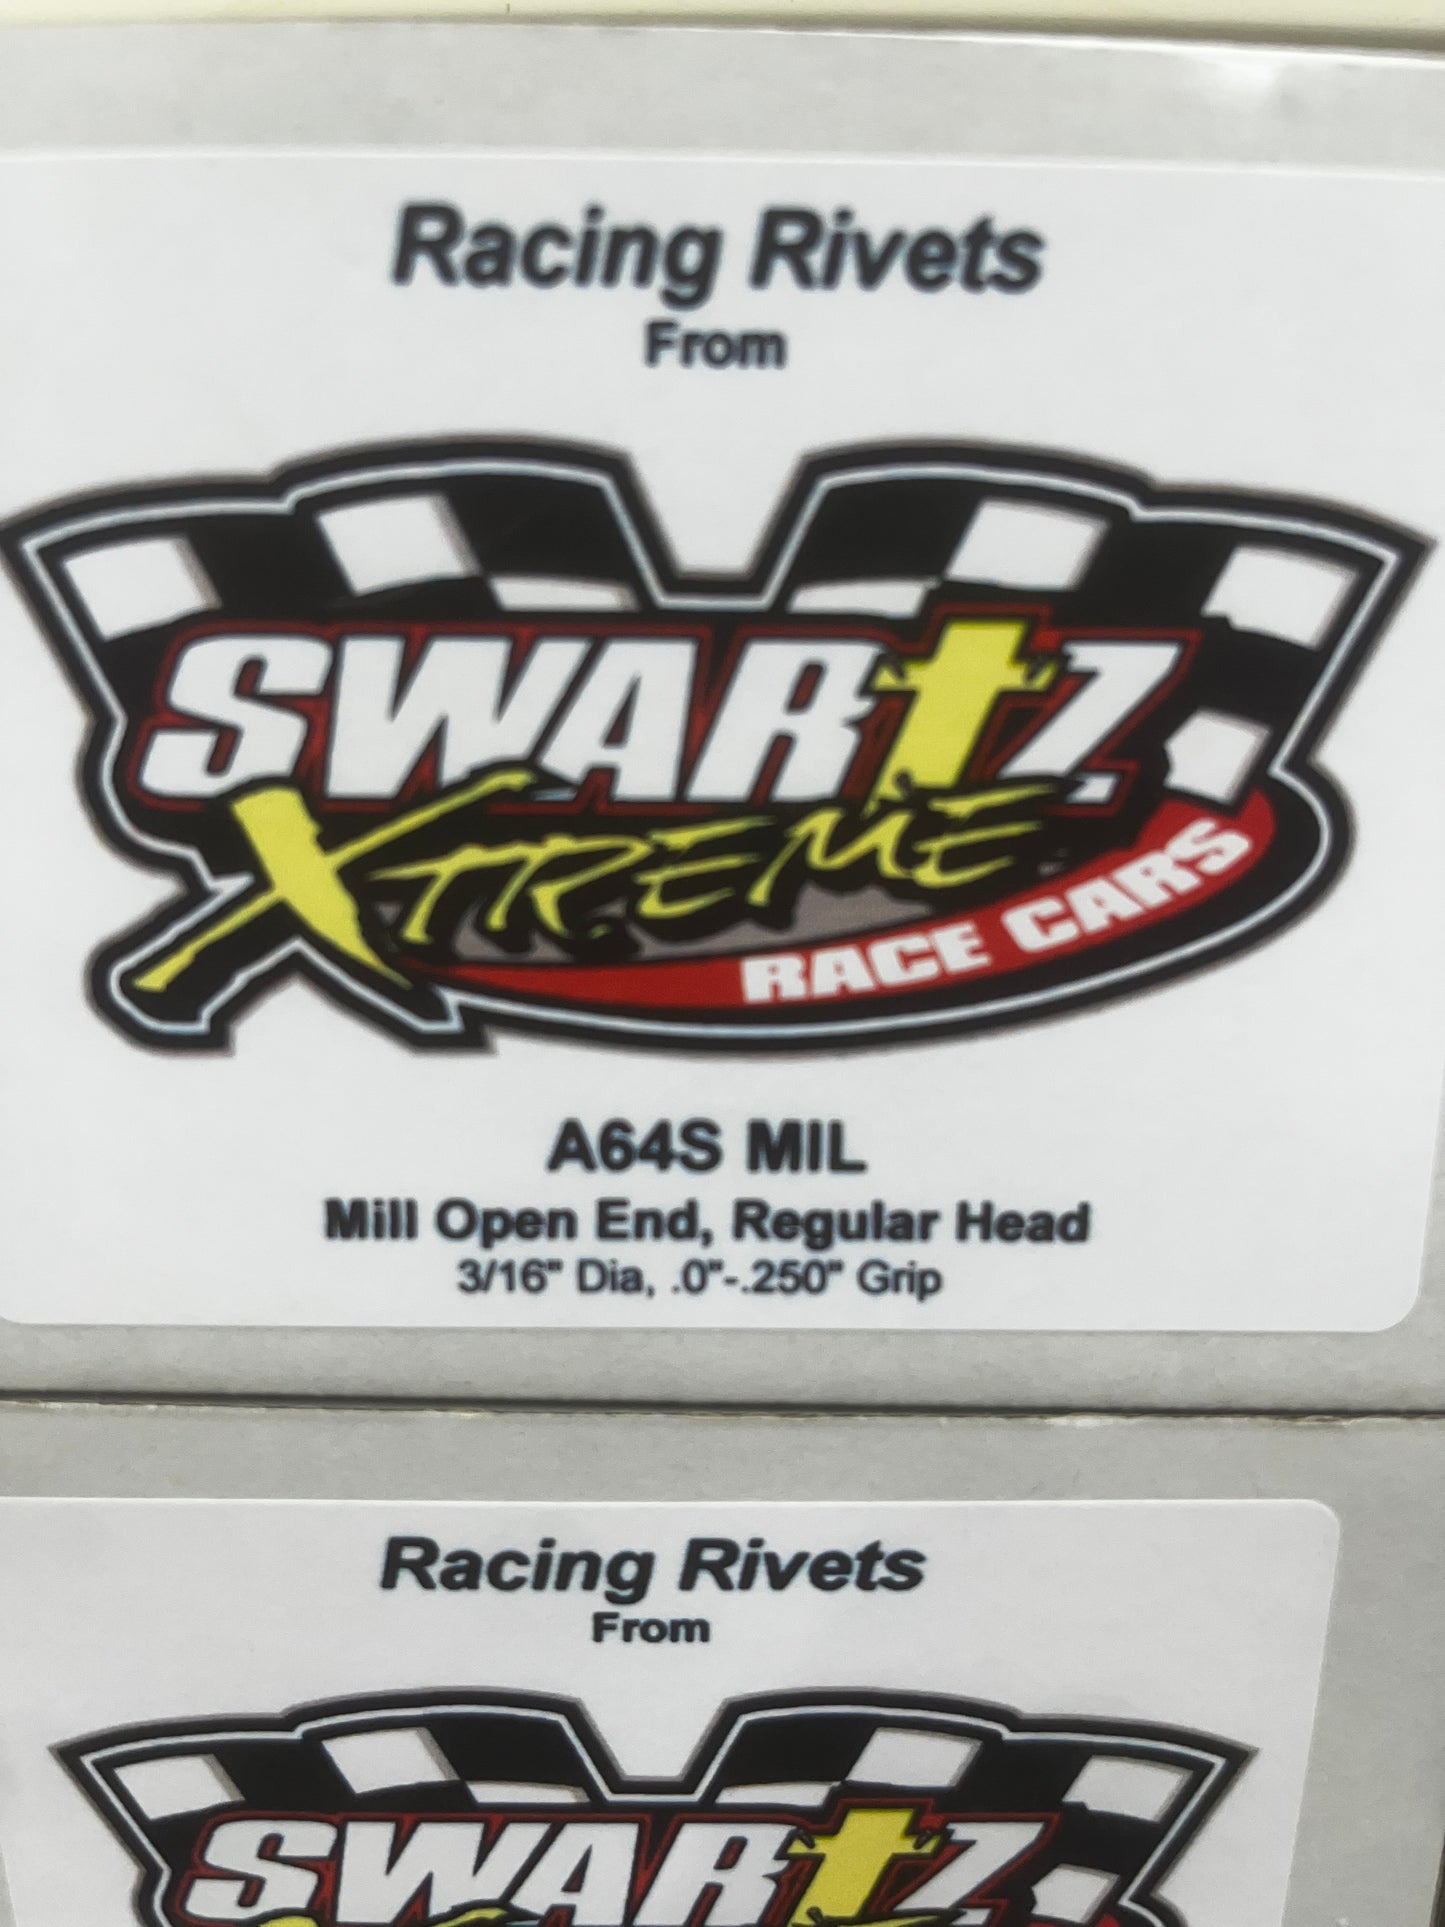 Racing Rivets
From
SWARtZ
XTREME
RACE CARS
A64S MIL
Mill Open End, Regular Head
3/16" Dia, .0"-.250" Grip
Racing Rivets
From
SWARtZ